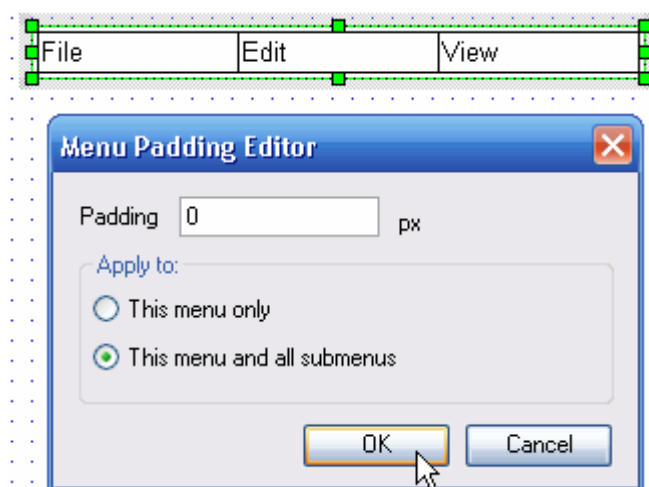 File Edit View
Menu Padding Editor
Padding 0 px
Apply to:
This menu only
This menu and all submenus
OK Cancel